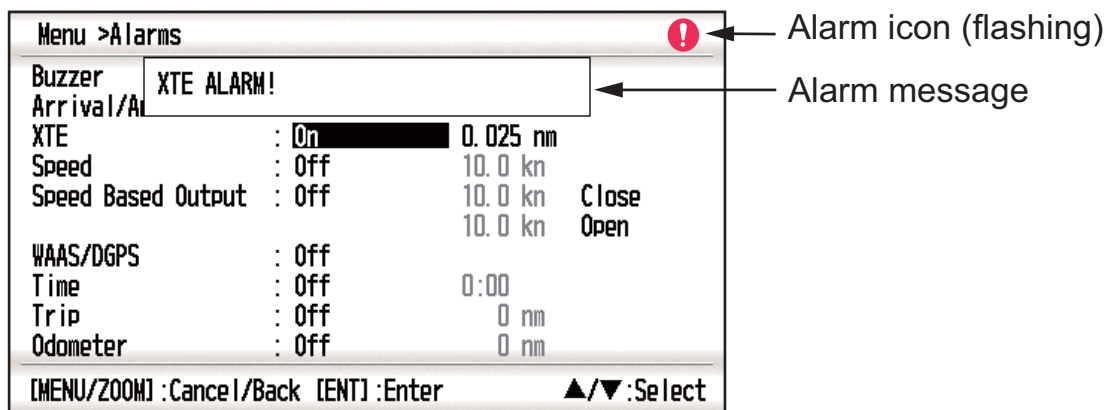 Menu >Alarms
Alarm icon (flashing)
Buzzer
XTE ALARM!
Alarm message
Arrival/A
XTE : On 0.025 nm
Speed : Off 10.0 kn
Speed Based Output : Off 10.0 kn Close
10.0 kn Open
WAAS/DGPS : Off
Time : Off 0:00
Trip : Off 0 nm
Odometer : Off 0 nm
[MENU/ZOOM]:Cancel/Back [ENT]:Enter ▲/▼:Select